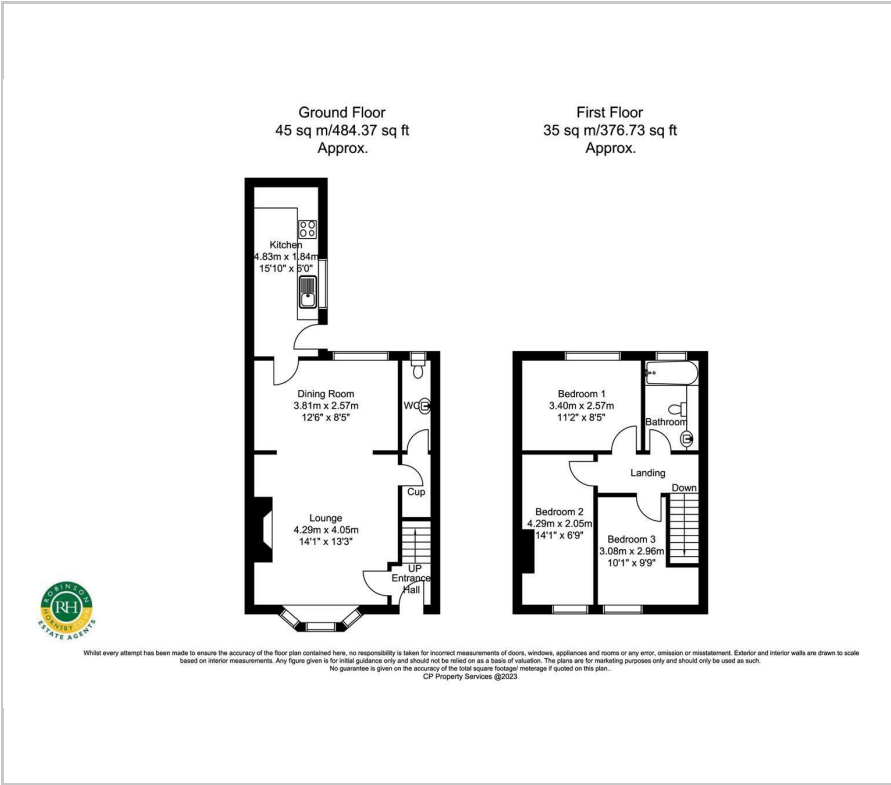 Ground Floor
45 sq m/484.37 sq ft
Approx.
First Floor
35 sq m/376.73 sq ft
Approx.
Kitchen
4.83m x 1.84m
15'10" x 6'0"
Dining Room
3.81m x 2.57m
12'6" x 8'5"
WC
Cup
Lounge
4.29m x 4.05m
14'1" x 13'3"
UP
Entrance
Hall
Bedroom 1
3.40m x 2.57m
11'2" x 8'5"
Bathroom
Landing
Down
Bedroom 2
4.29m x 2.05m
14'1" x 6'9"
Bedroom 3
3.08m x 2.96m
10'1" x 9'9"
ROBINSON
HORNSBY
RH
ESTATE AGENTS
Whilst every attempt has been made to ensure the accuracy of the floor plan contained here, no responsibility is taken for incorrect measurements of doors, windows, appliances and rooms or any error, omission or misstatement. Exterior and interior walls are drawn to scale
based on interior measurements. Any figure given is for initial guidance only and should not be relied on as a basis of valuation. The plans are for marketing purposes only and should only be used as such.
No guarantee is given on the accuracy of the total square footage/ meterage if quoted on this plan..
CP Property Services @2023